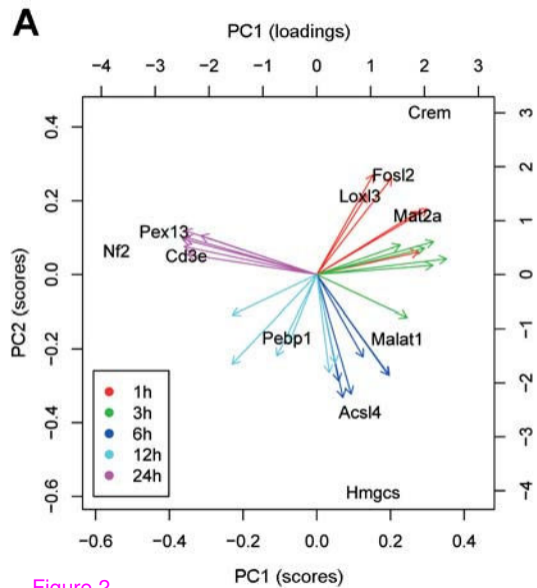 A
PC1 (loadings)
−4 −3 −2 −1 0 1 2 3
Crem
Fosl2
Loxl3
Mat2a
Pex13
Nf2
Cd3e
Pebp1
Malat1
Acsl4
Hmgcs
0.4
0.2
0.0
−0.2
−0.4
−0.6
PC2 (scores)
3
2
1
0
−1
−2
−3
−4
1h
3h
6h
12h
24h
−0.6 −0.4 −0.2 0.0 0.2 0.4
PC1 (scores)